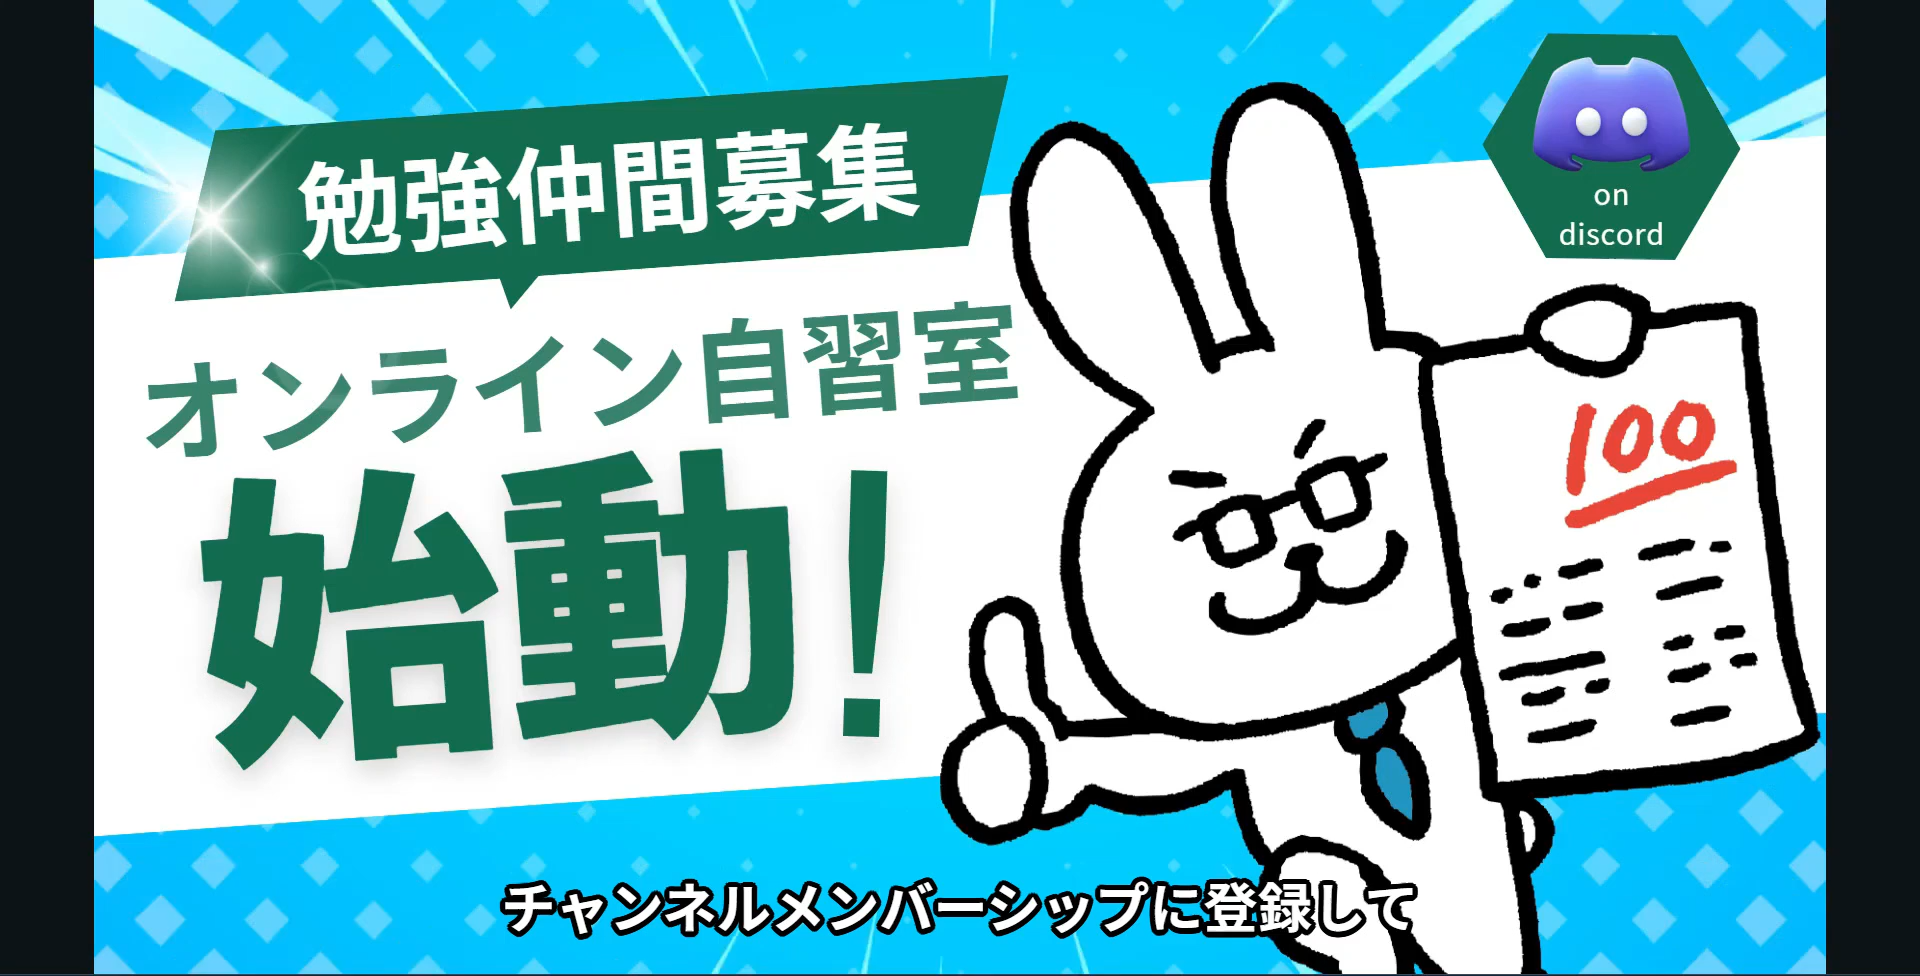 勉強仲間募集
オンライン自習室
始動!
on
discord
100
チャンネルメンバーシップに登録して